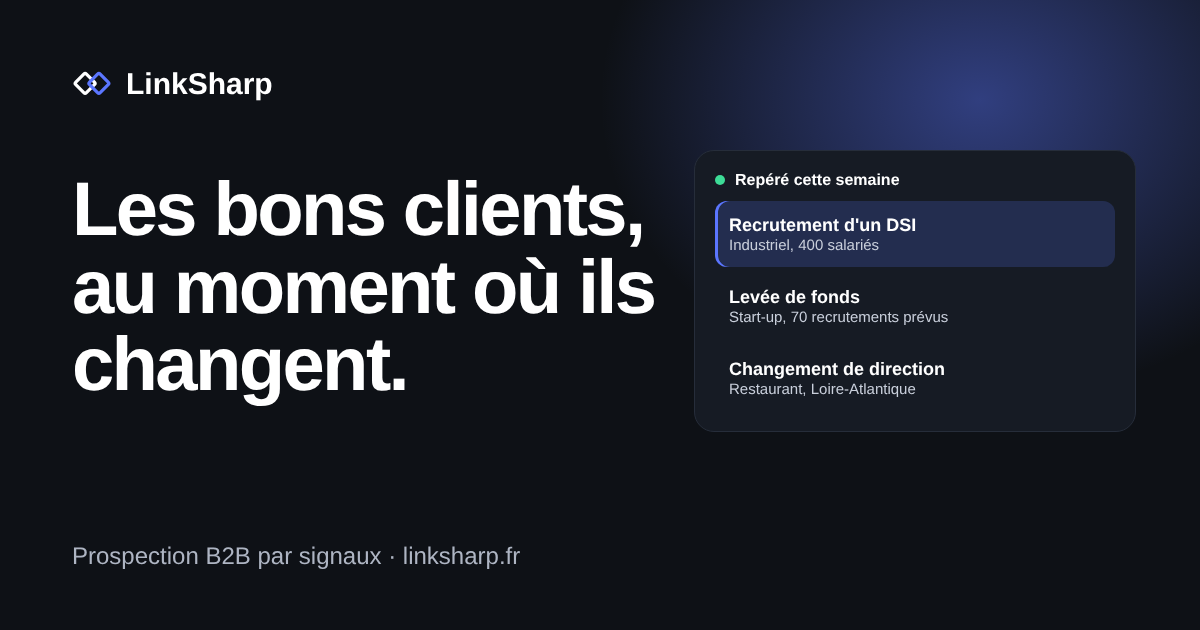 LinkSharp
Les bons clients,
au moment où ils
changent.
Repéré cette semaine
Recrutement d'un DSI
Industriel, 400 salariés
Levée de fonds
Start-up, 70 recrutements prévus
Changement de direction
Restaurant, Loire-Atlantique
Prospection B2B par signaux · linksharp.fr